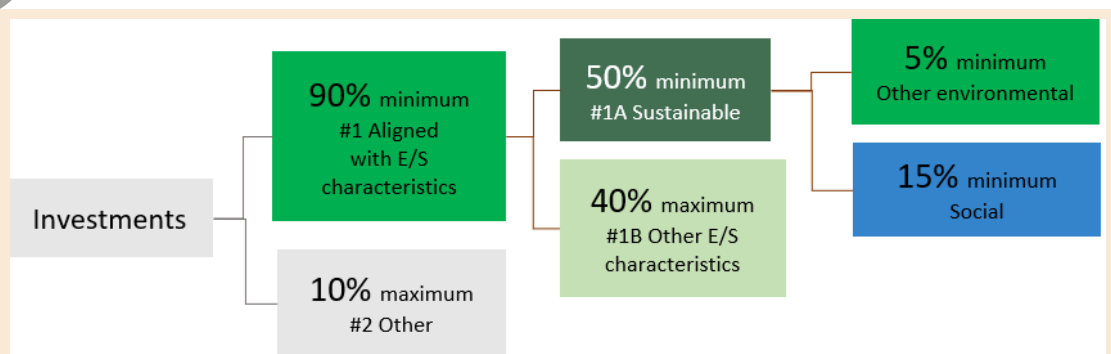 Investments
90% minimum
#1 Aligned
with E/S
characteristics
10% maximum
#2 Other
50% minimum
#1A Sustainable
40% maximum
#1B Other E/S
characteristics
5% minimum
Other environmental
15% minimum
Social